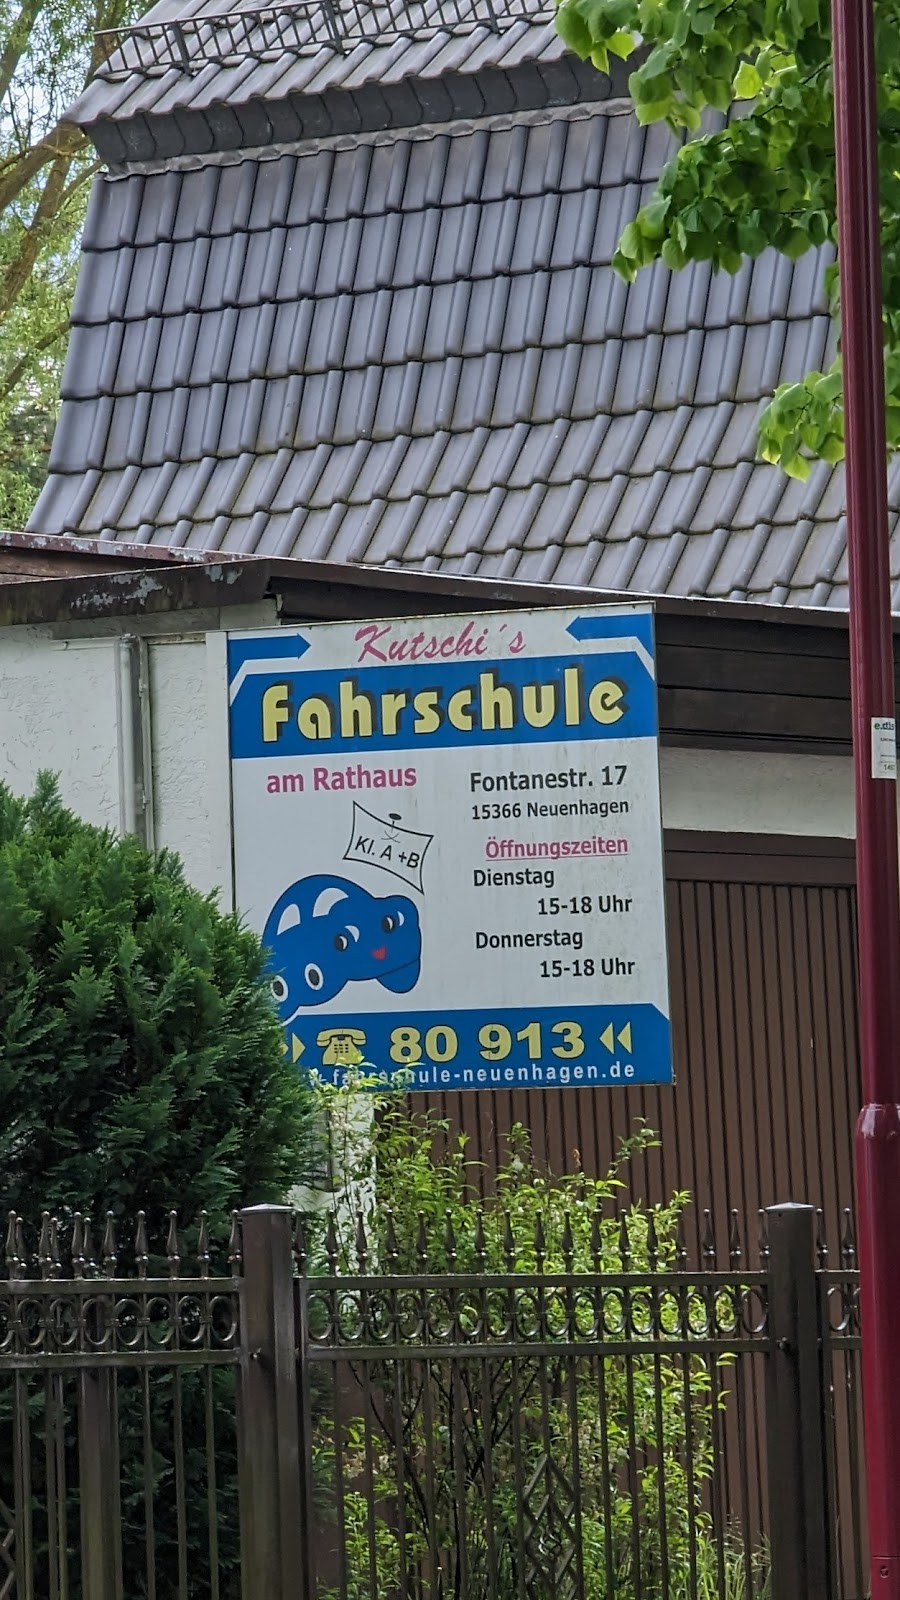 Kutschi´s
Fahrschule
am Rathaus
Fontanestr. 17
15366 Neuenhagen
Kl. A +B
Öffnungszeiten
Dienstag
15-18 Uhr
Donnerstag
15-18 Uhr
80 913
fahrschule-neuenhagen.de
e.dis